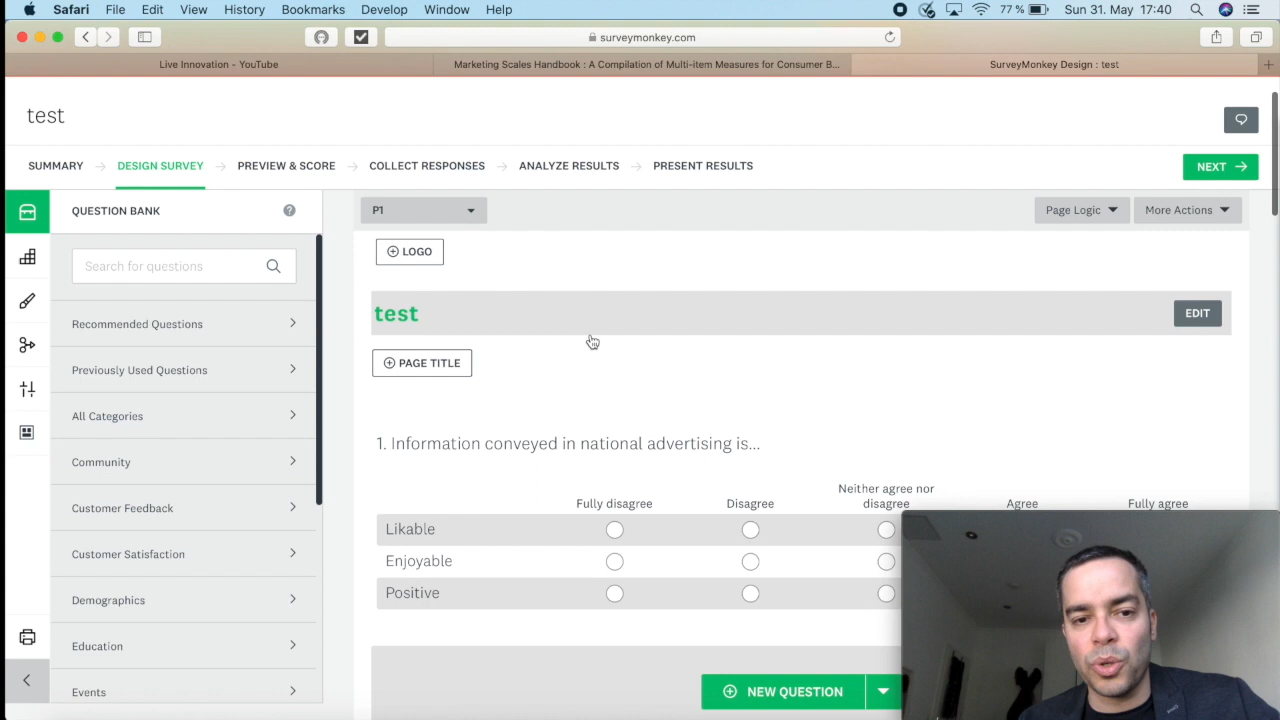 Safari File Edit View History Bookmarks Develop Window Help 77 % Sun 31. May 17:40
surveymonkey.com
Live Innovation - YouTube
Marketing Scales Handbook : A Compilation of Multi-item Measures for Consumer B...
SurveyMonkey Design : test
test
SUMMARY DESIGN SURVEY PREVIEW & SCORE COLLECT RESPONSES ANALYZE RESULTS PRESENT RESULTS NEXT
QUESTION BANK ?
Search for questions
Recommended Questions
Previously Used Questions
All Categories
Community
Customer Feedback
Customer Satisfaction
Demographics
Education
Events
P1
Page Logic
More Actions
LOGO
test
EDIT
PAGE TITLE
1. Information conveyed in national advertising is...
Fully disagree Disagree Neither agree nor disagree Agree Fully agree
Likable
Enjoyable
Positive
NEW QUESTION